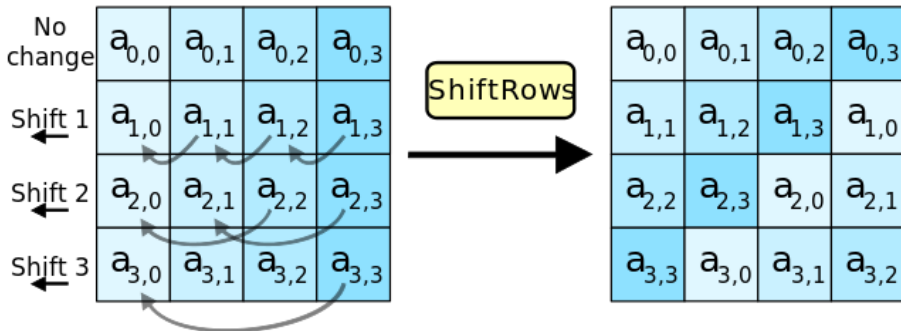 No change a0,0 a0,1 a0,2 a0,3
Shift 1 a1,0 a1,1 a1,2 a1,3
Shift 2 a2,0 a2,1 a2,2 a2,3
Shift 3 a3,0 a3,1 a3,2 a3,3
ShiftRows
a0,0 a0,1 a0,2 a0,3
a1,1 a1,2 a1,3 a1,0
a2,2 a2,3 a2,0 a2,1
a3,3 a3,0 a3,1 a3,2